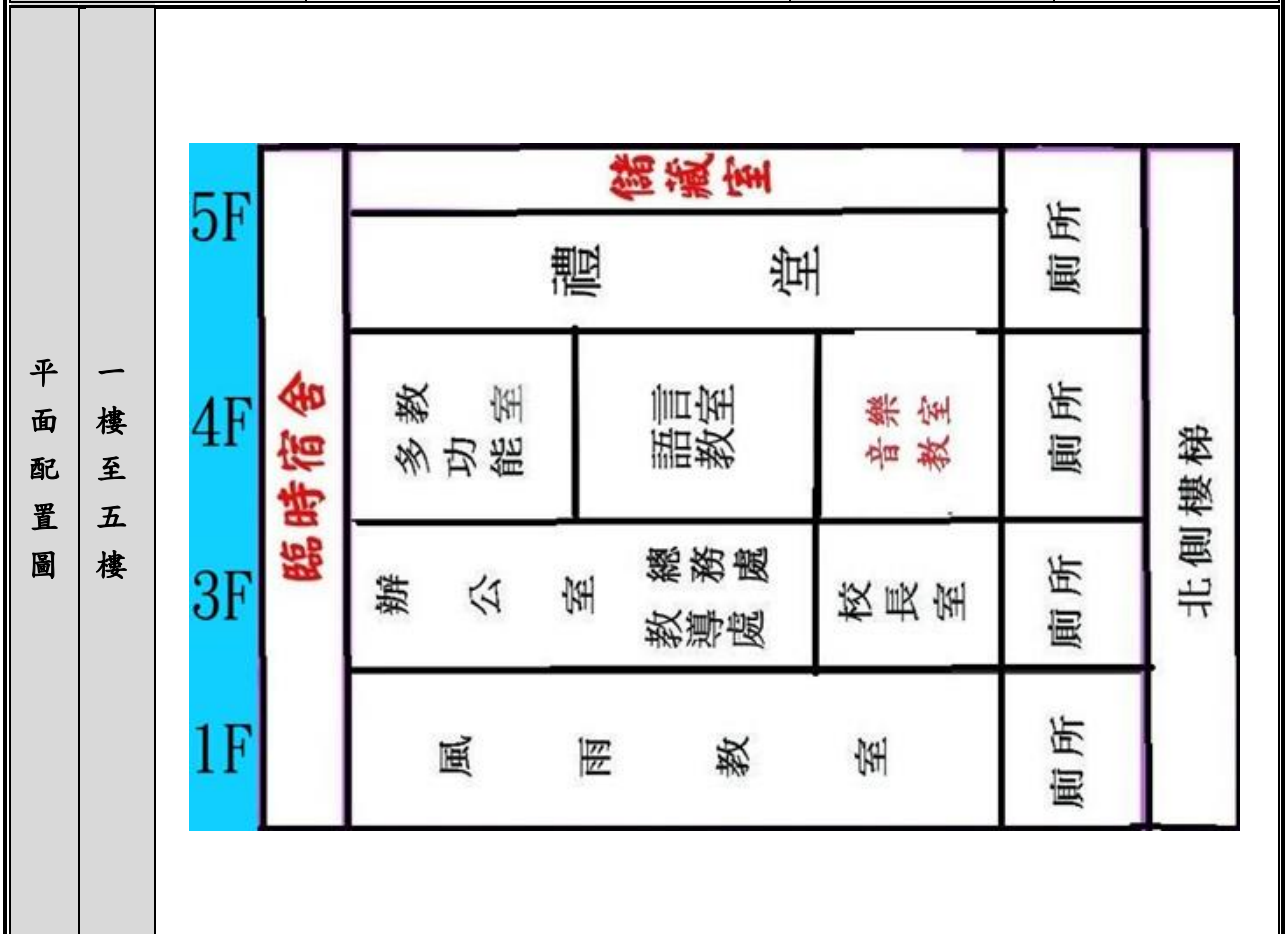 平面配置圖
一樓至五樓
5F
儲藏室
禮堂
廁所
4F
臨時宿舍
多功能教室
語言
教室
音樂
教室
廁所
3F
辦公室
總務處
教導處
校長室
廁所
1F
風雨教室
廁所
北側樓梯